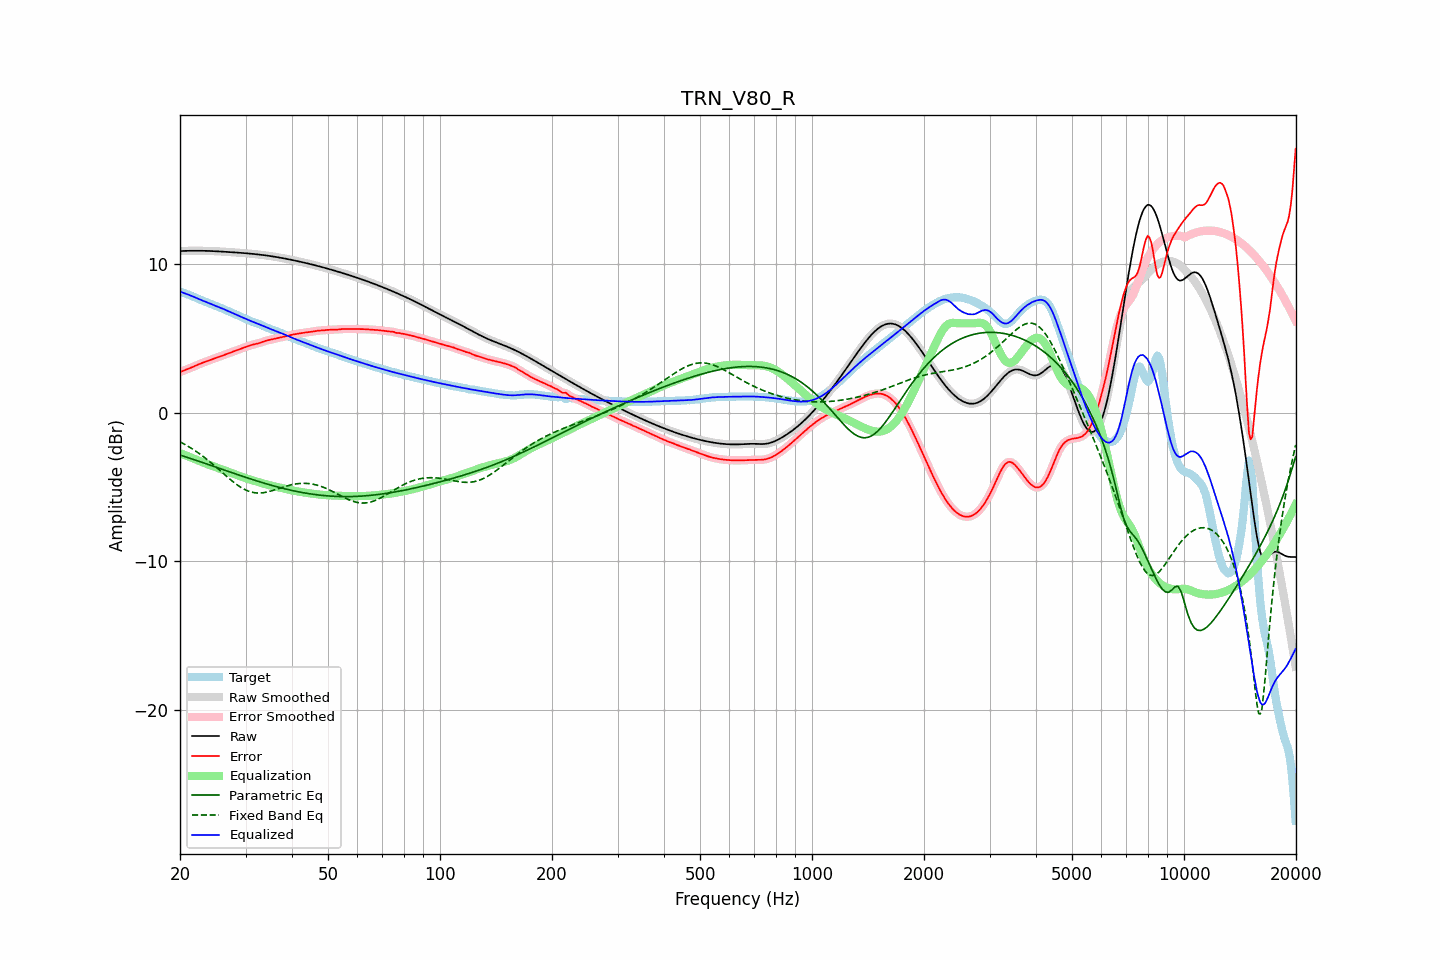 TRN_V80_R
Amplitude (dBr)
10
0
−10
−20
Target
Raw Smoothed
Error Smoothed
Raw
Error
Equalization
Parametric Eq
Fixed Band Eq
Equalized
20 50 100 200 500 1000 2000 5000 10000 20000
Frequency (Hz)